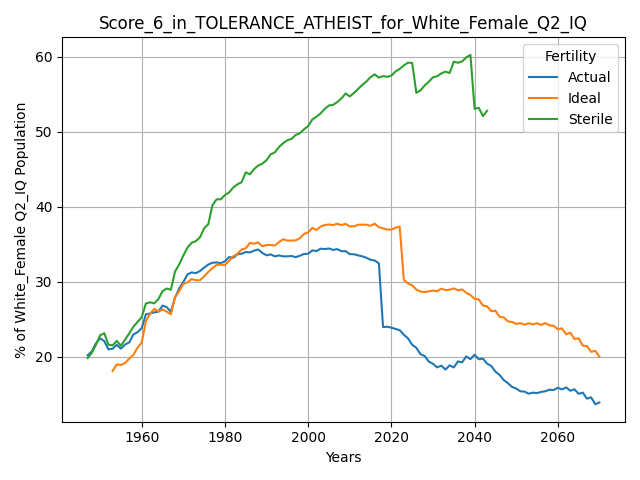 Score_6_in_TOLERANCE_ATHEIST_for_White_Female_Q2_IQ
% of White_Female Q2_IQ Population
60
50
40
30
20
Fertility
Actual
Ideal
Sterile
1960
1980
2000
2020
2040
2060
Years